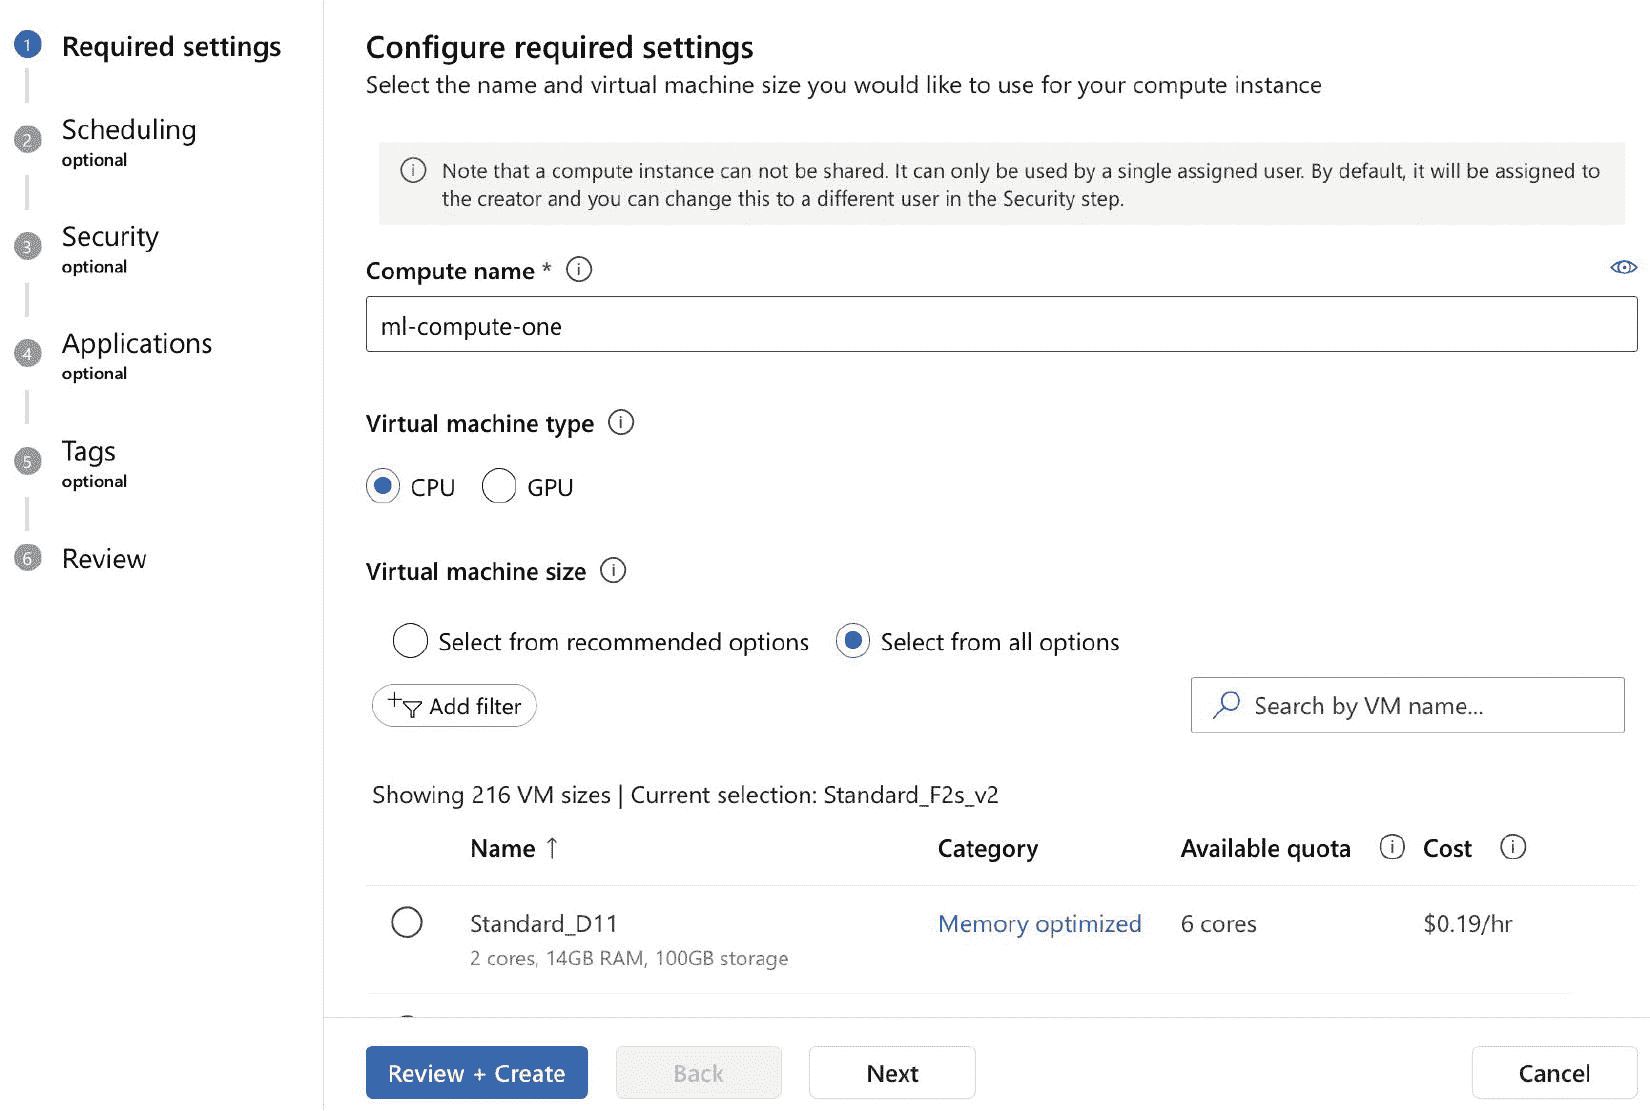 1 Required settings
2 Scheduling
optional
3 Security
optional
4 Applications
optional
5 Tags
optional
6 Review
Configure required settings
Select the name and virtual machine size you would like to use for your compute instance
Note that a compute instance can not be shared. It can only be used by a single assigned user. By default, it will be assigned to
the creator and you can change this to a different user in the Security step.
Compute name *
ml-compute-one
Virtual machine type
CPU GPU
Virtual machine size
Select from recommended options Select from all options
Add filter Search by VM name...
Showing 216 VM sizes | Current selection: Standard_F2s_v2
Name ↑ Category Available quota Cost
Standard_D11 Memory optimized 6 cores $0.19/hr
2 cores, 14GB RAM, 100GB storage
Review + Create Back Next Cancel